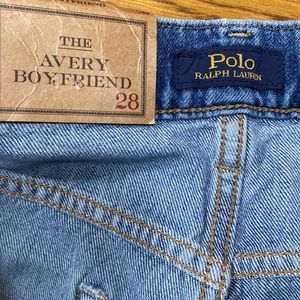 THE
AVERY
BOYFRIEND
28
Polo
RALPH LAUREN